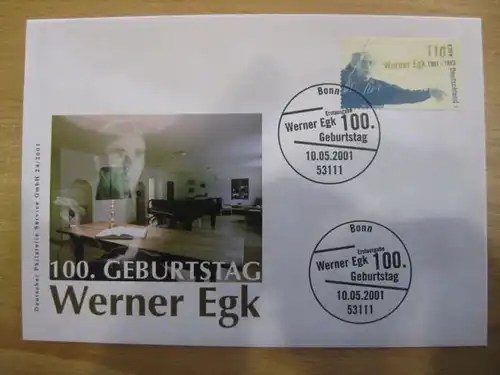 110
Werner Egk 1901 - 1983
Deutschland
Bonn
Erstausgabe
Werner Egk 100.
Geburtstag
10.05.2001
53111
Deutsche Philatelie Service GmbH 24/2001
100. GEBURTSTAG
Werner Egk
Bonn
Erstausgabe
Werner Egk 100.
Geburtstag
10.05.2001
53111